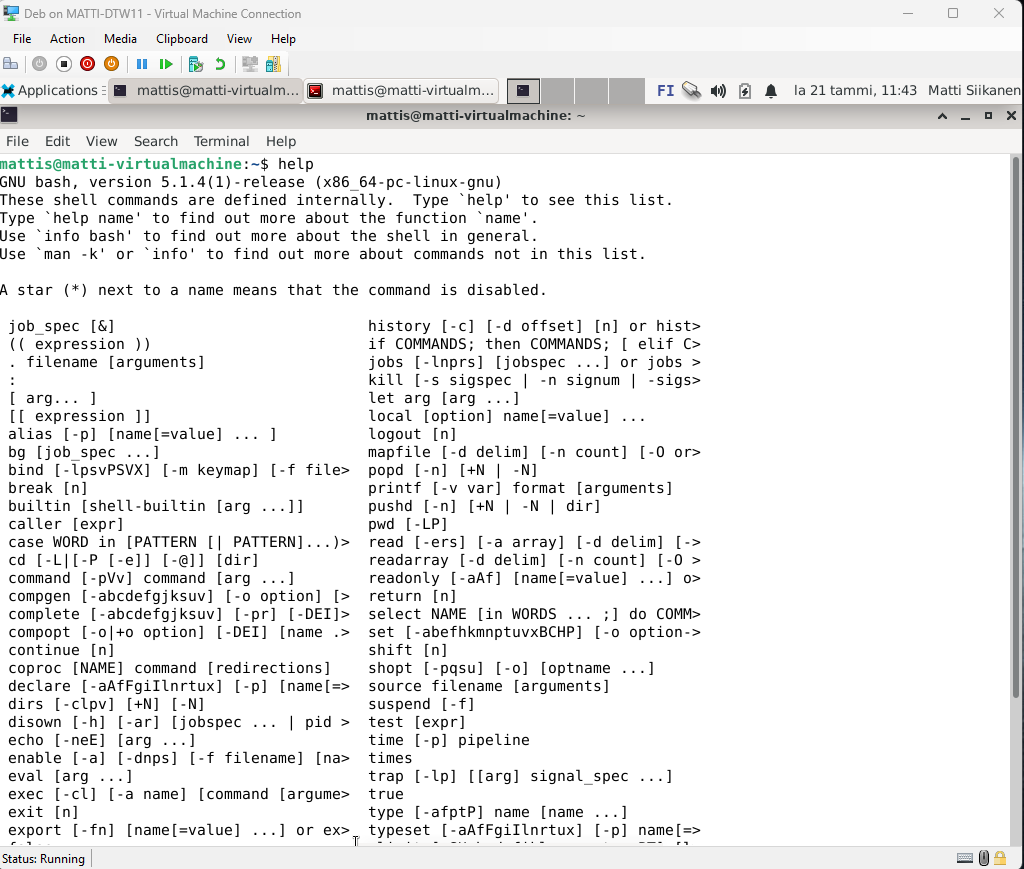 Deb on MATTI-DTW11 - Virtual Machine Connection
File Action Media Clipboard View Help
Applications mattis@matti-virtualm... mattis@matti-virtualm... FI la 21 tammi, 11:43 Matti Siikanen
mattis@matti-virtualmachine: ~
File Edit View Search Terminal Help
mattis@matti-virtualmachine:~$ help
GNU bash, version 5.1.4(1)-release (x86_64-pc-linux-gnu)
These shell commands are defined internally.  Type `help' to see this list.
Type `help name' to find out more about the function `name'.
Use `info bash' to find out more about the shell in general.
Use `man -k' or `info' to find out more about commands not in this list.
A star (*) next to a name means that the command is disabled.
job_spec [&] history [-c] [-d offset] [n] or hist>
(( expression )) if COMMANDS; then COMMANDS; [ elif C>
. filename [arguments] jobs [-lnprs] [jobspec ...] or jobs >
: kill [-s sigspec | -n signum | -sigs>
[ arg... ] let arg [arg ...]
[[ expression ]] local [option] name[=value] ...
alias [-p] [name[=value] ... ] logout [n]
bg [job_spec ...] mapfile [-d delim] [-n count] [-O or>
bind [-lpsvPSVX] [-m keymap] [-f file> popd [-n] [+N | -N]
break [n] printf [-v var] format [arguments]
builtin [shell-builtin [arg ...]] pushd [-n] [+N | -N | dir]
caller [expr] pwd [-LP]
case WORD in [PATTERN [| PATTERN]...)> read [-ers] [-a array] [-d delim] [->
cd [-L|[-P [-e]] [-@]] [dir] readarray [-d delim] [-n count] [-O >
command [-pVv] command [arg ...] readonly [-aAf] [name[=value] ...] o>
compgen [-abcdefgjksuv] [-o option] [> return [n]
complete [-abcdefgjksuv] [-pr] [-DEI]> select NAME [in WORDS ... ;] do COMM>
compopt [-o|+o option] [-DEI] [name .> set [-abefhkmnptuvxBCHP] [-o option->
continue [n] shift [n]
coproc [NAME] command [redirections] shopt [-pqsu] [-o] [optname ...]
declare [-aAfFgiIlnrtux] [-p] [name[=> source filename [arguments]
dirs [-clpv] [+N] [-N] suspend [-f]
disown [-h] [-ar] [jobspec ... | pid > test [expr]
echo [-neE] [arg ...] time [-p] pipeline
enable [-a] [-dnps] [-f filename] [na> times
eval [arg ...] trap [-lp] [[arg] signal_spec ...]
exec [-cl] [-a name] [command [argume> true
exit [n] type [-afptP] name [name ...]
export [-fn] [name[=value] ...] or ex> typeset [-aAfFgiIlnrtux] [-p] name[=>
Status: Running